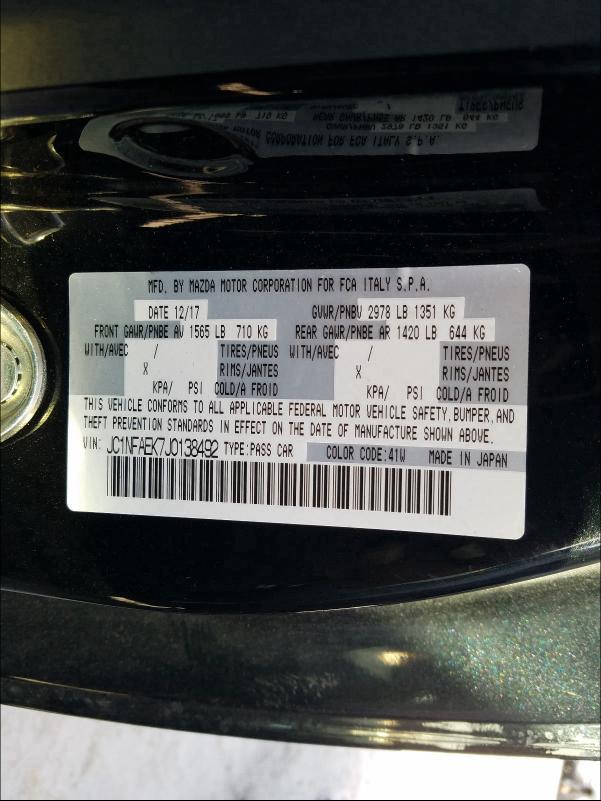 MFD. BY MAZDA MOTOR CORPORATION FOR FCA ITALY S.P.A.
DATE 12/17 GVWR/PNBV 2978 LB 1351 KG
FRONT GAWR/PNBE AV 1565 LB 710 KG REAR GAWR/PNBE AR 1420 LB 644 KG
WITH/AVEC / TIRES/PNEUS WITH/AVEC / TIRES/PNEUS
X RIMS/JANTES X RIMS/JANTES
KPA/ PSI COLD/A FROID KPA/ PSI COLD/A FROID
THIS VEHICLE CONFORMS TO ALL APPLICABLE FEDERAL MOTOR VEHICLE SAFETY, BUMPER, AND
THEFT PREVENTION STANDARDS IN EFFECT ON THE DATE OF MANUFACTURE SHOWN ABOVE.
VIN: JC1NFAEK7J0138492 TYPE: PASS CAR COLOR CODE: 41W MADE IN JAPAN